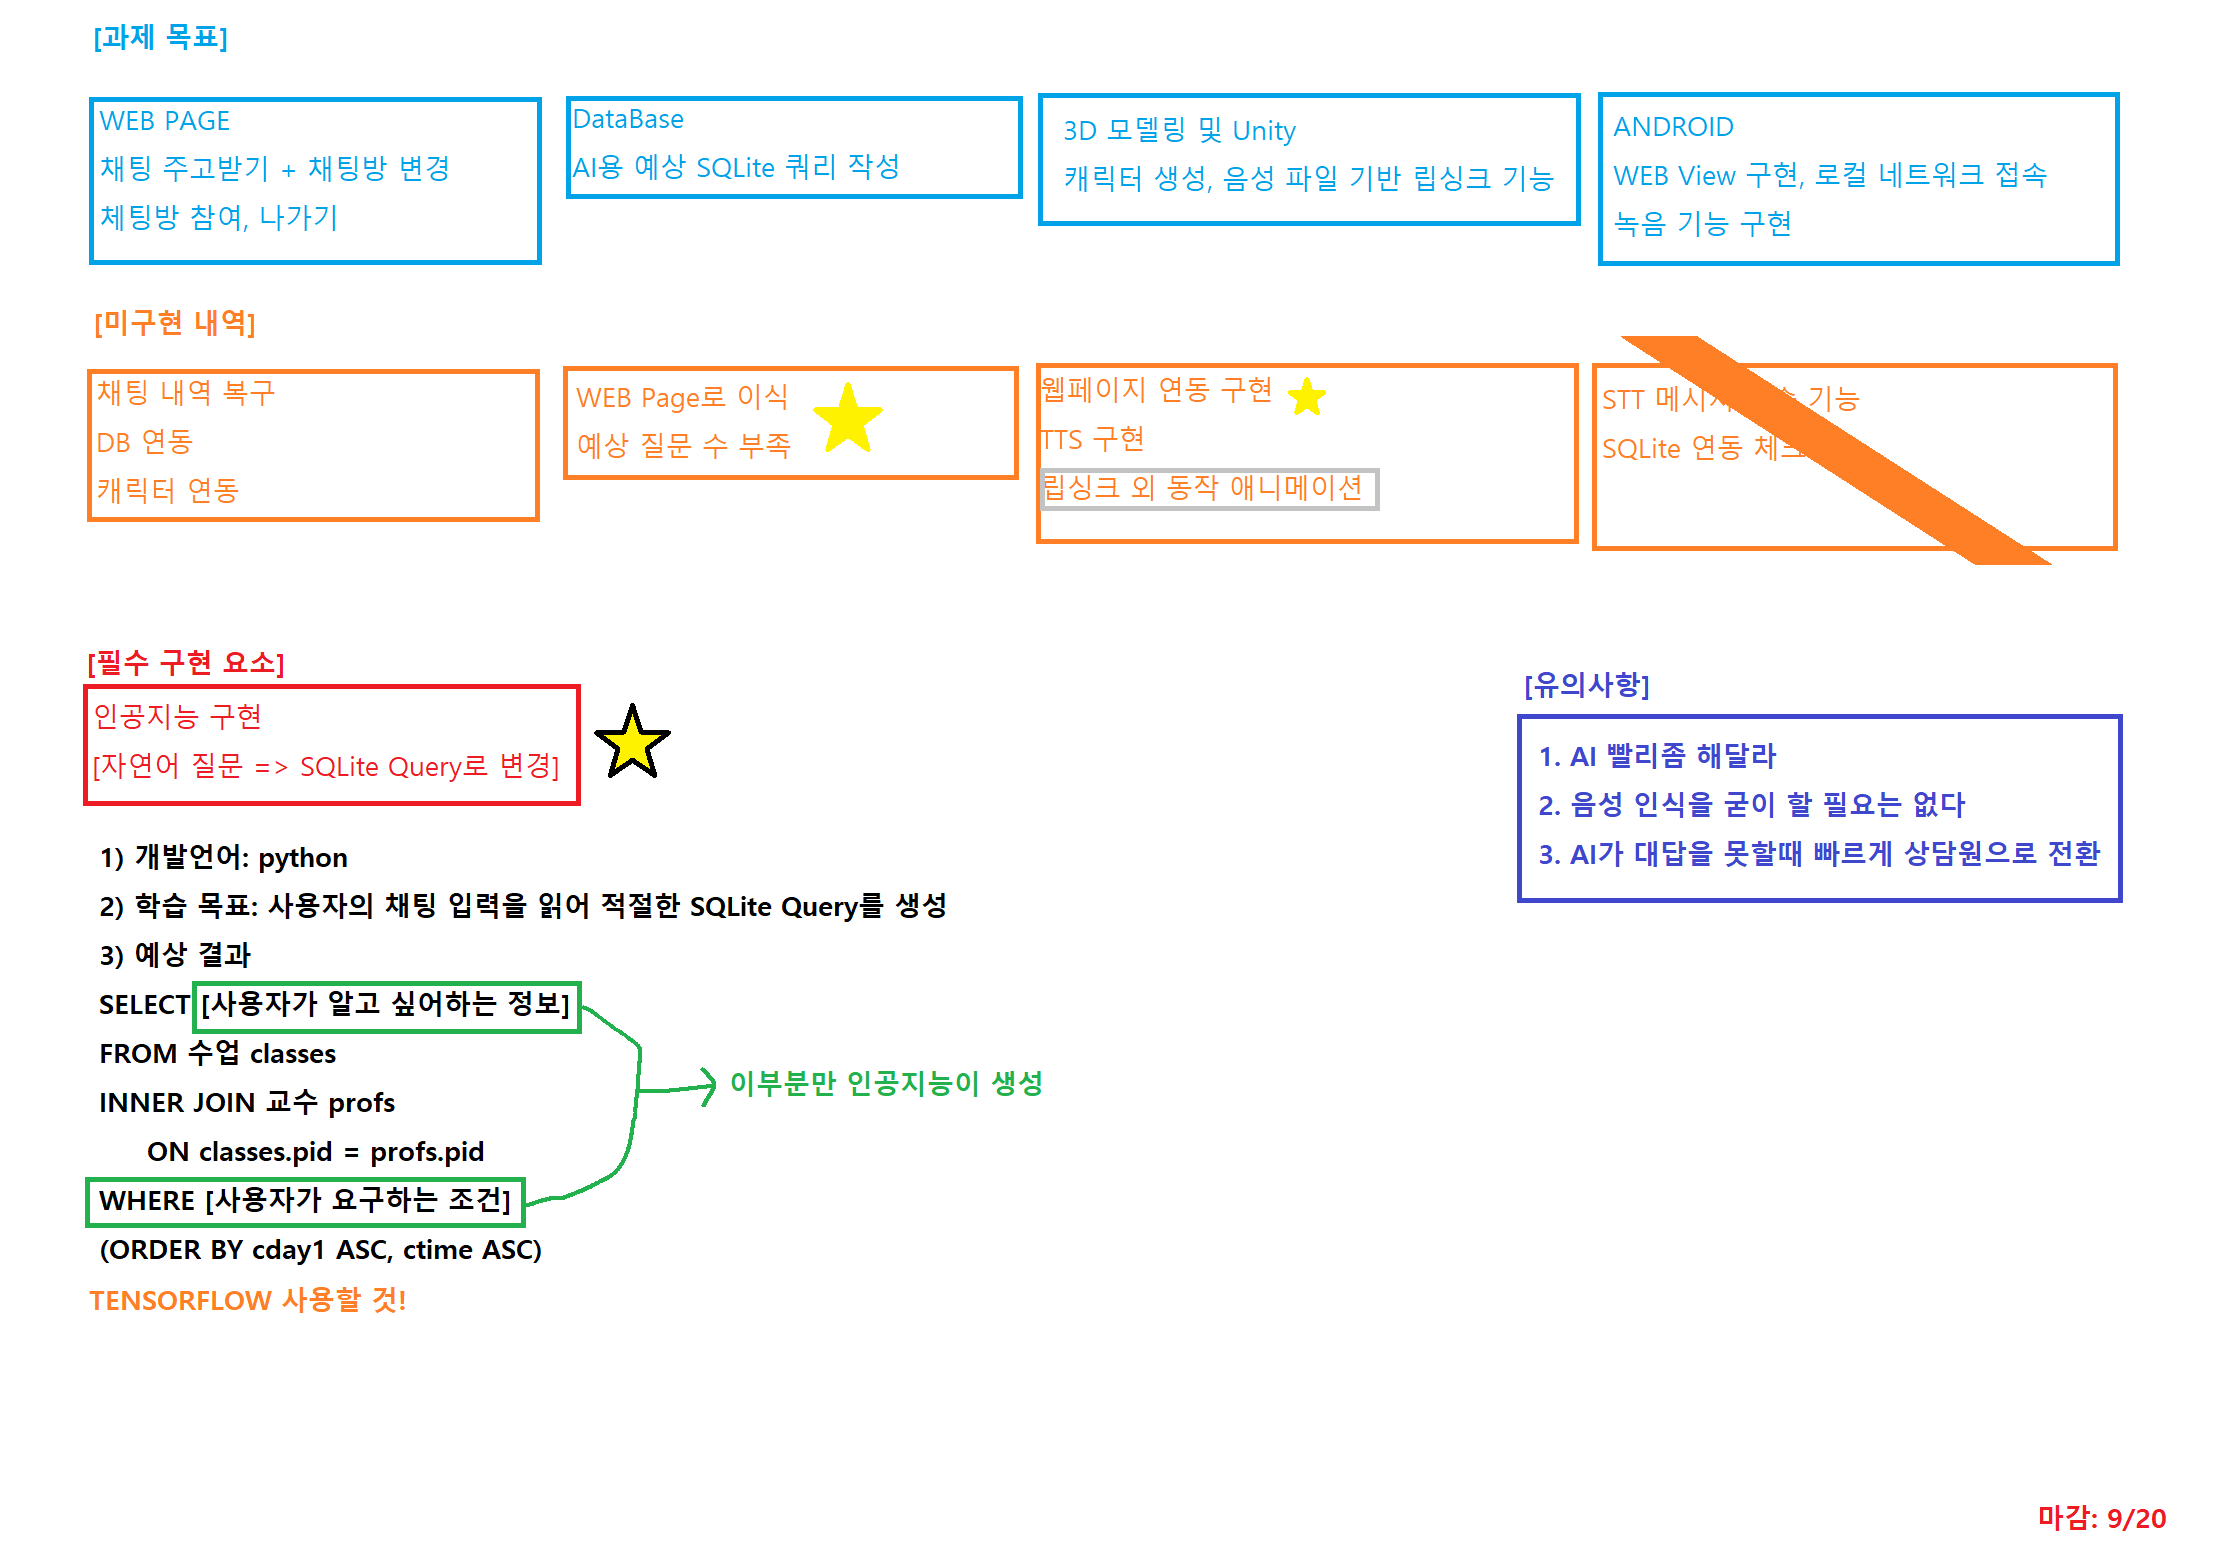 [과제 목표]
WEB PAGE
채팅 주고받기 + 채팅방 변경
체팅방 참여, 나가기
DataBase
AI용 예상 SQLite 쿼리 작성
3D 모델링 및 Unity
캐릭터 생성, 음성 파일 기반 립싱크 기능
ANDROID
WEB View 구현, 로컬 네트워크 접속
녹음 기능 구현
[미구현 내역]
채팅 내역 복구
DB 연동
캐릭터 연동
WEB Page로 이식
예상 질문 수 부족
웹페이지 연동 구현
TTS 구현
립싱크 외 동작 애니메이션
STT 기능
SQLite 연동 체크
[필수 구현 요소]
인공지능 구현
[자연어 질문 => SQLite Query로 변경]
[유의사항]
1. AI 빨리좀 해달라
2. 음성 인식을 굳이 할 필요는 없다
3. AI가 대답을 못할때 빠르게 상담원으로 전환
1) 개발언어: python
2) 학습 목표: 사용자의 채팅 입력을 읽어 적절한 SQLite Query를 생성
3) 예상 결과
SELECT [사용자가 알고 싶어하는 정보]
FROM 수업 classes
INNER JOIN 교수 profs
ON classes.pid = profs.pid
WHERE [사용자가 요구하는 조건]
(ORDER BY cday1 ASC, ctime ASC)
이부분만 인공지능이 생성
TENSORFLOW 사용할 것!
마감: 9/20